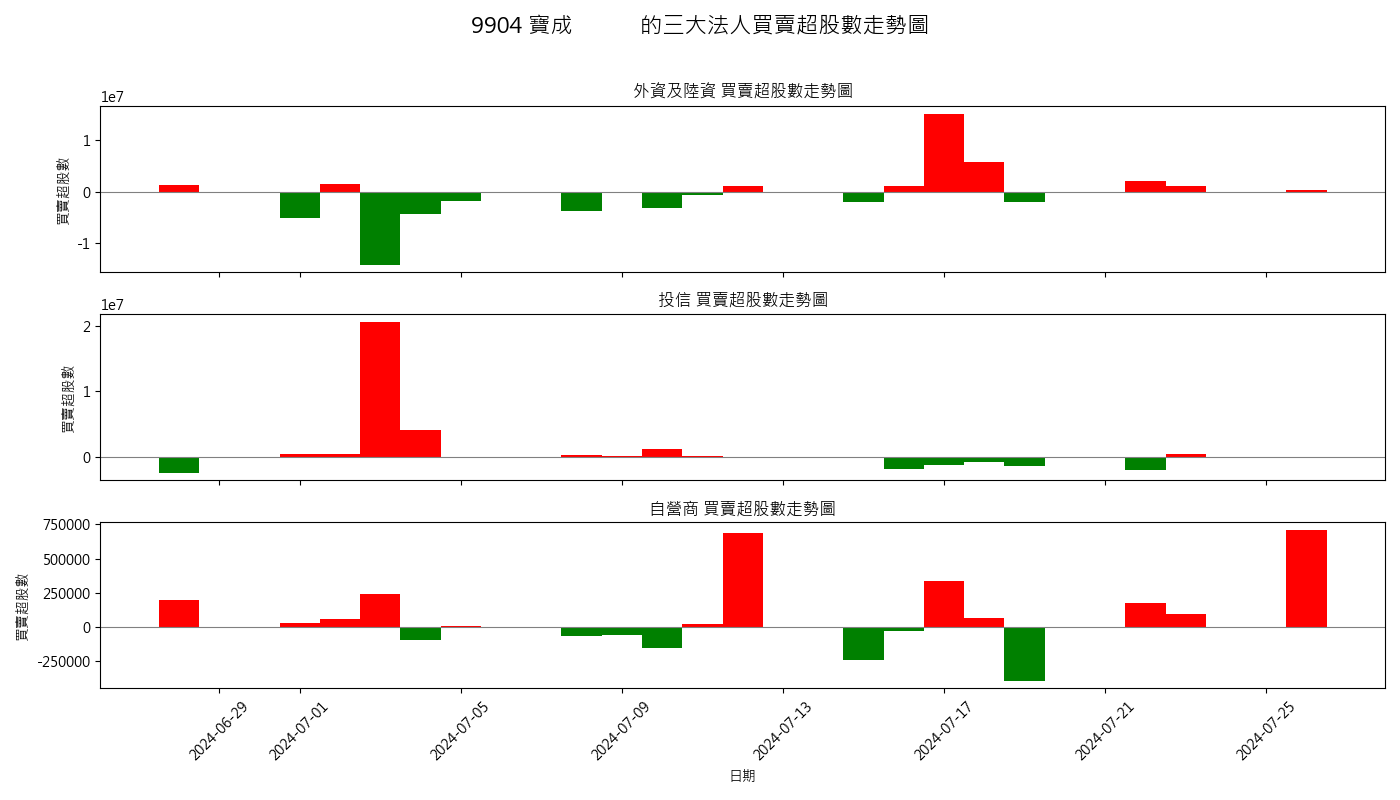 9904 寶成 的三大法人買賣超股數走勢圖
外資及陸資 買賣超股數走勢圖
1e7
1
0
-1
買賣超股數
投信 買賣超股數走勢圖
1e7
2
1
0
買賣超股數
自營商 買賣超股數走勢圖
750000
500000
250000
0
-250000
買賣超股數
2024-06-29
2024-07-01
2024-07-05
2024-07-09
2024-07-13
2024-07-17
2024-07-21
2024-07-25
日期